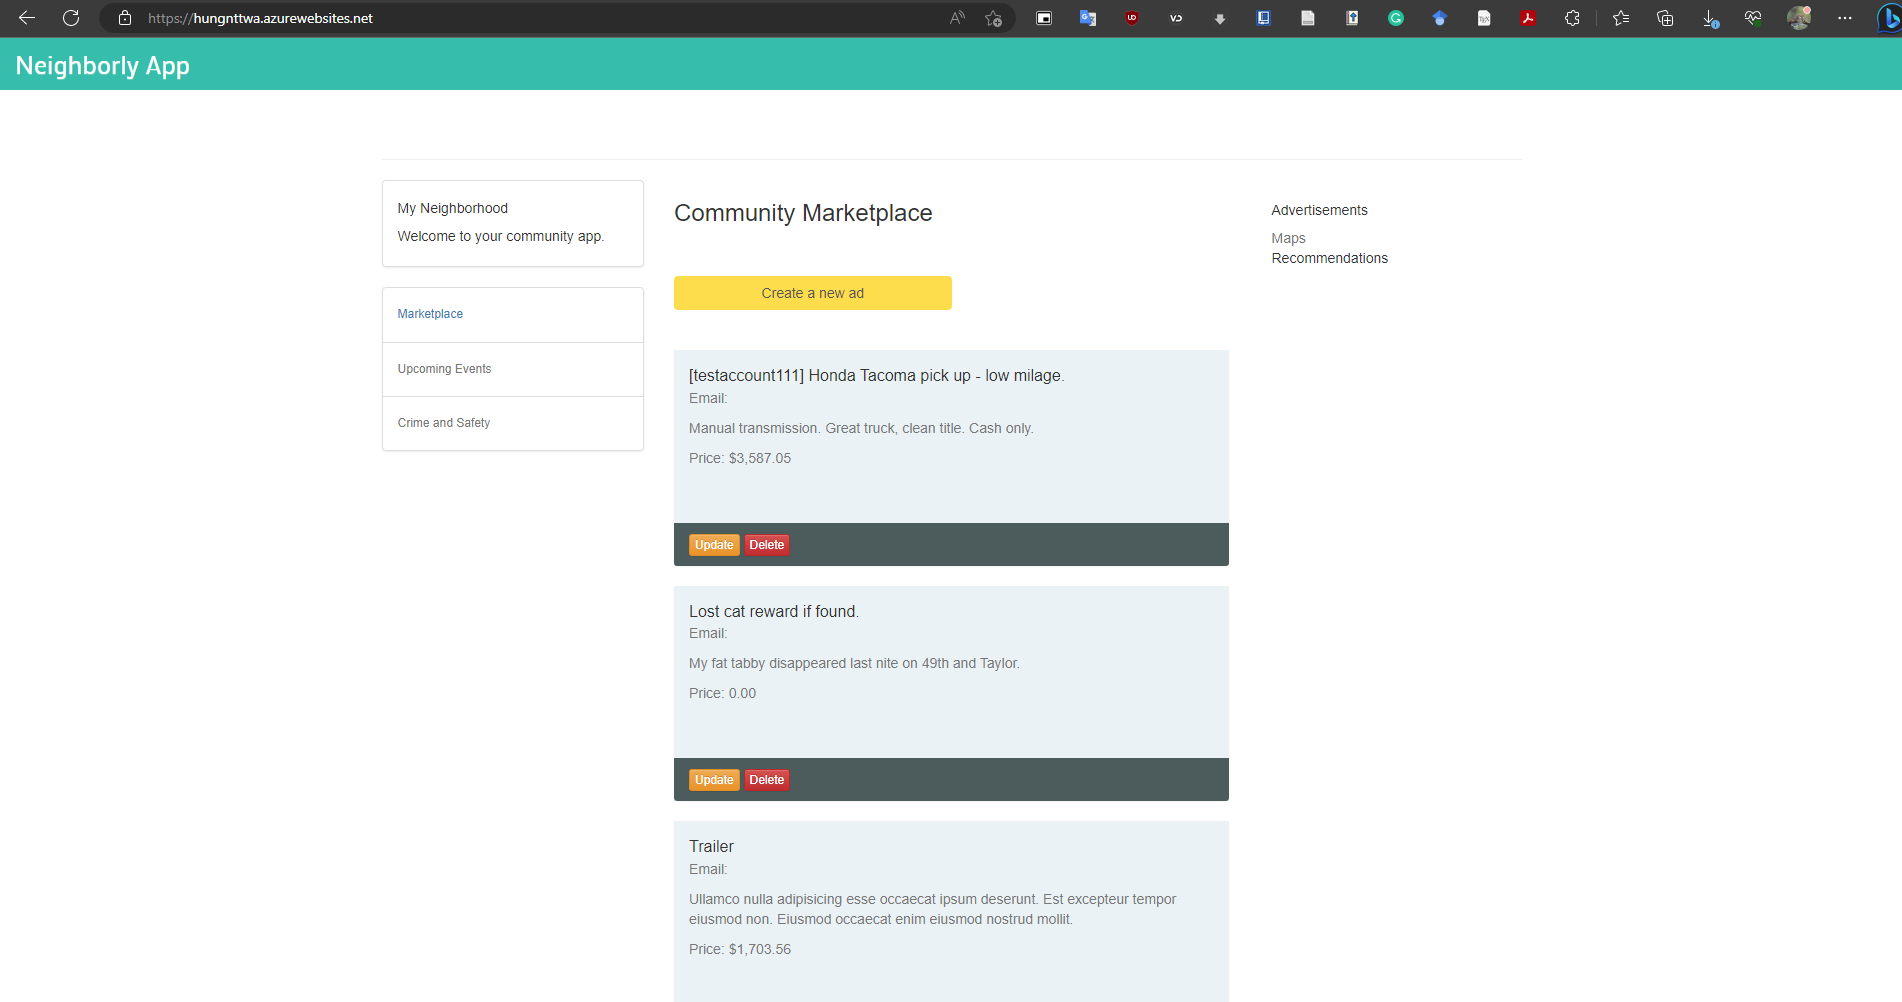 https://hungnttwa.azurewebsites.net
Neighborly App
My Neighborhood
Welcome to your community app.
Marketplace
Upcoming Events
Crime and Safety
Community Marketplace
Create a new ad
[testaccount111] Honda Tacoma pick up - low milage.
Email:
Manual transmission. Great truck, clean title. Cash only.
Price: $3,587.05
Update Delete
Lost cat reward if found.
Email:
My fat tabby disappeared last nite on 49th and Taylor.
Price: 0.00
Update Delete
Trailer
Email:
Ullamco nulla adipisicing esse occaecat ipsum deserunt. Est excepteur tempor
eiusmod non. Eiusmod occaecat enim eiusmod nostrud mollit.
Price: $1,703.56
Advertisements
Maps
Recommendations